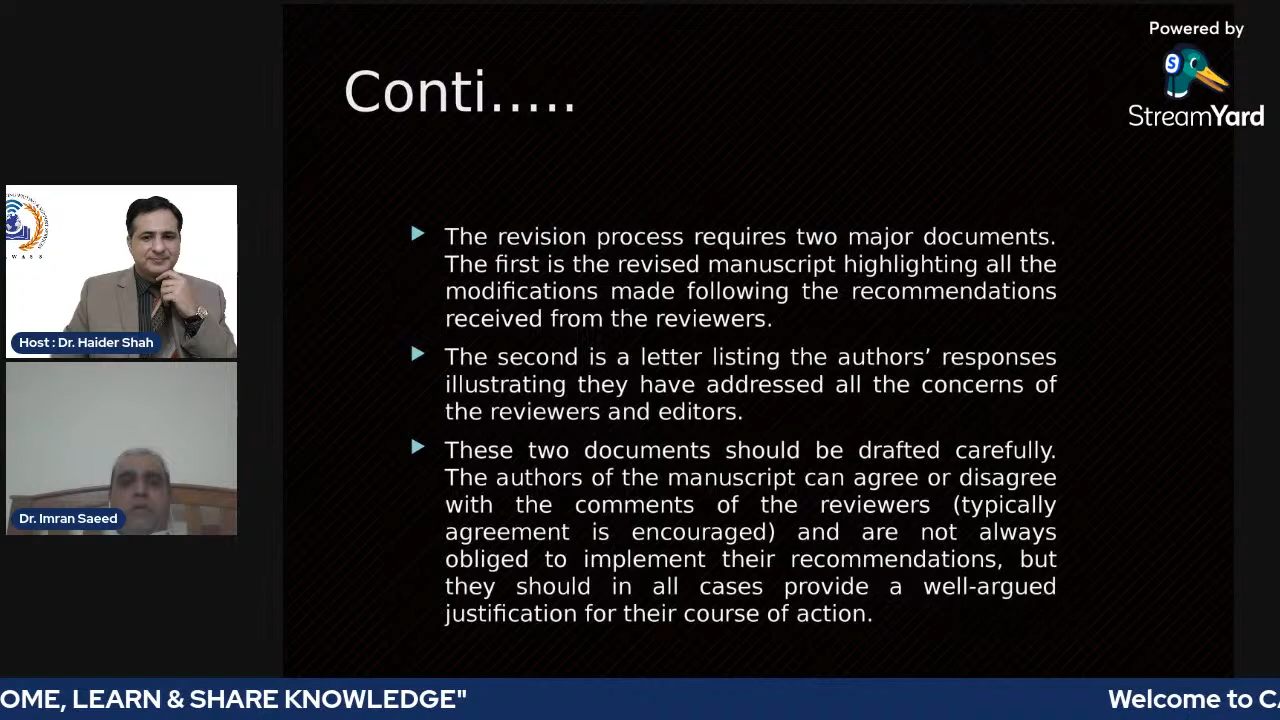 Powered by
StreamYard
Conti.....
The revision process requires two major documents.
The first is the revised manuscript highlighting all the
modifications made following the recommendations
received from the reviewers.
The second is a letter listing the authors’ responses
illustrating they have addressed all the concerns of
the reviewers and editors.
These two documents should be drafted carefully.
The authors of the manuscript can agree or disagree
with the comments of the reviewers (typically
agreement is encouraged) and are not always
obliged to implement their recommendations, but
they should in all cases provide a well-argued
justification for their course of action.
Host : Dr. Haider Shah
Dr. Imran Saeed
OME, LEARN & SHARE KNOWLEDGE"
Welcome to CA